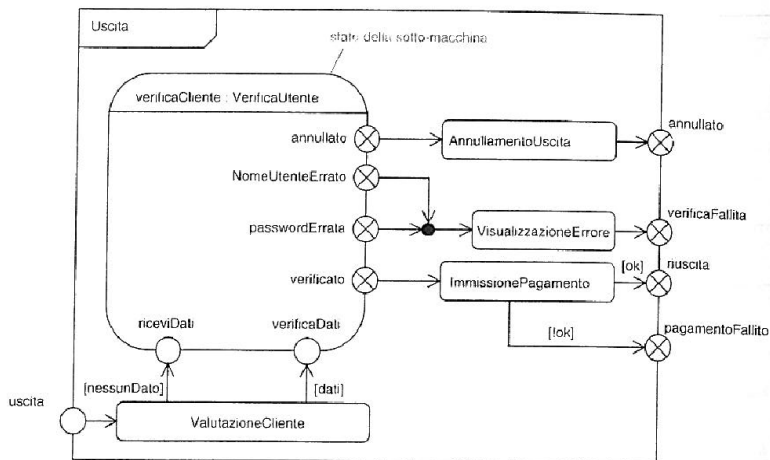 Uscita
stato della sotto-macchina
verificaCliente : VerificaUtente
annullato
AnnullamentoUscita
annullato
NomeUtenteErrato
passwordErrata
VisualizzazioneErrore
verificaFallita
verificato
ImmissionePagamento
[ok]
riuscita
[!ok]
pagamentoFallito
riceviDati
verificaDati
[nessunDato]
[dati]
uscita
ValutazioneCliente